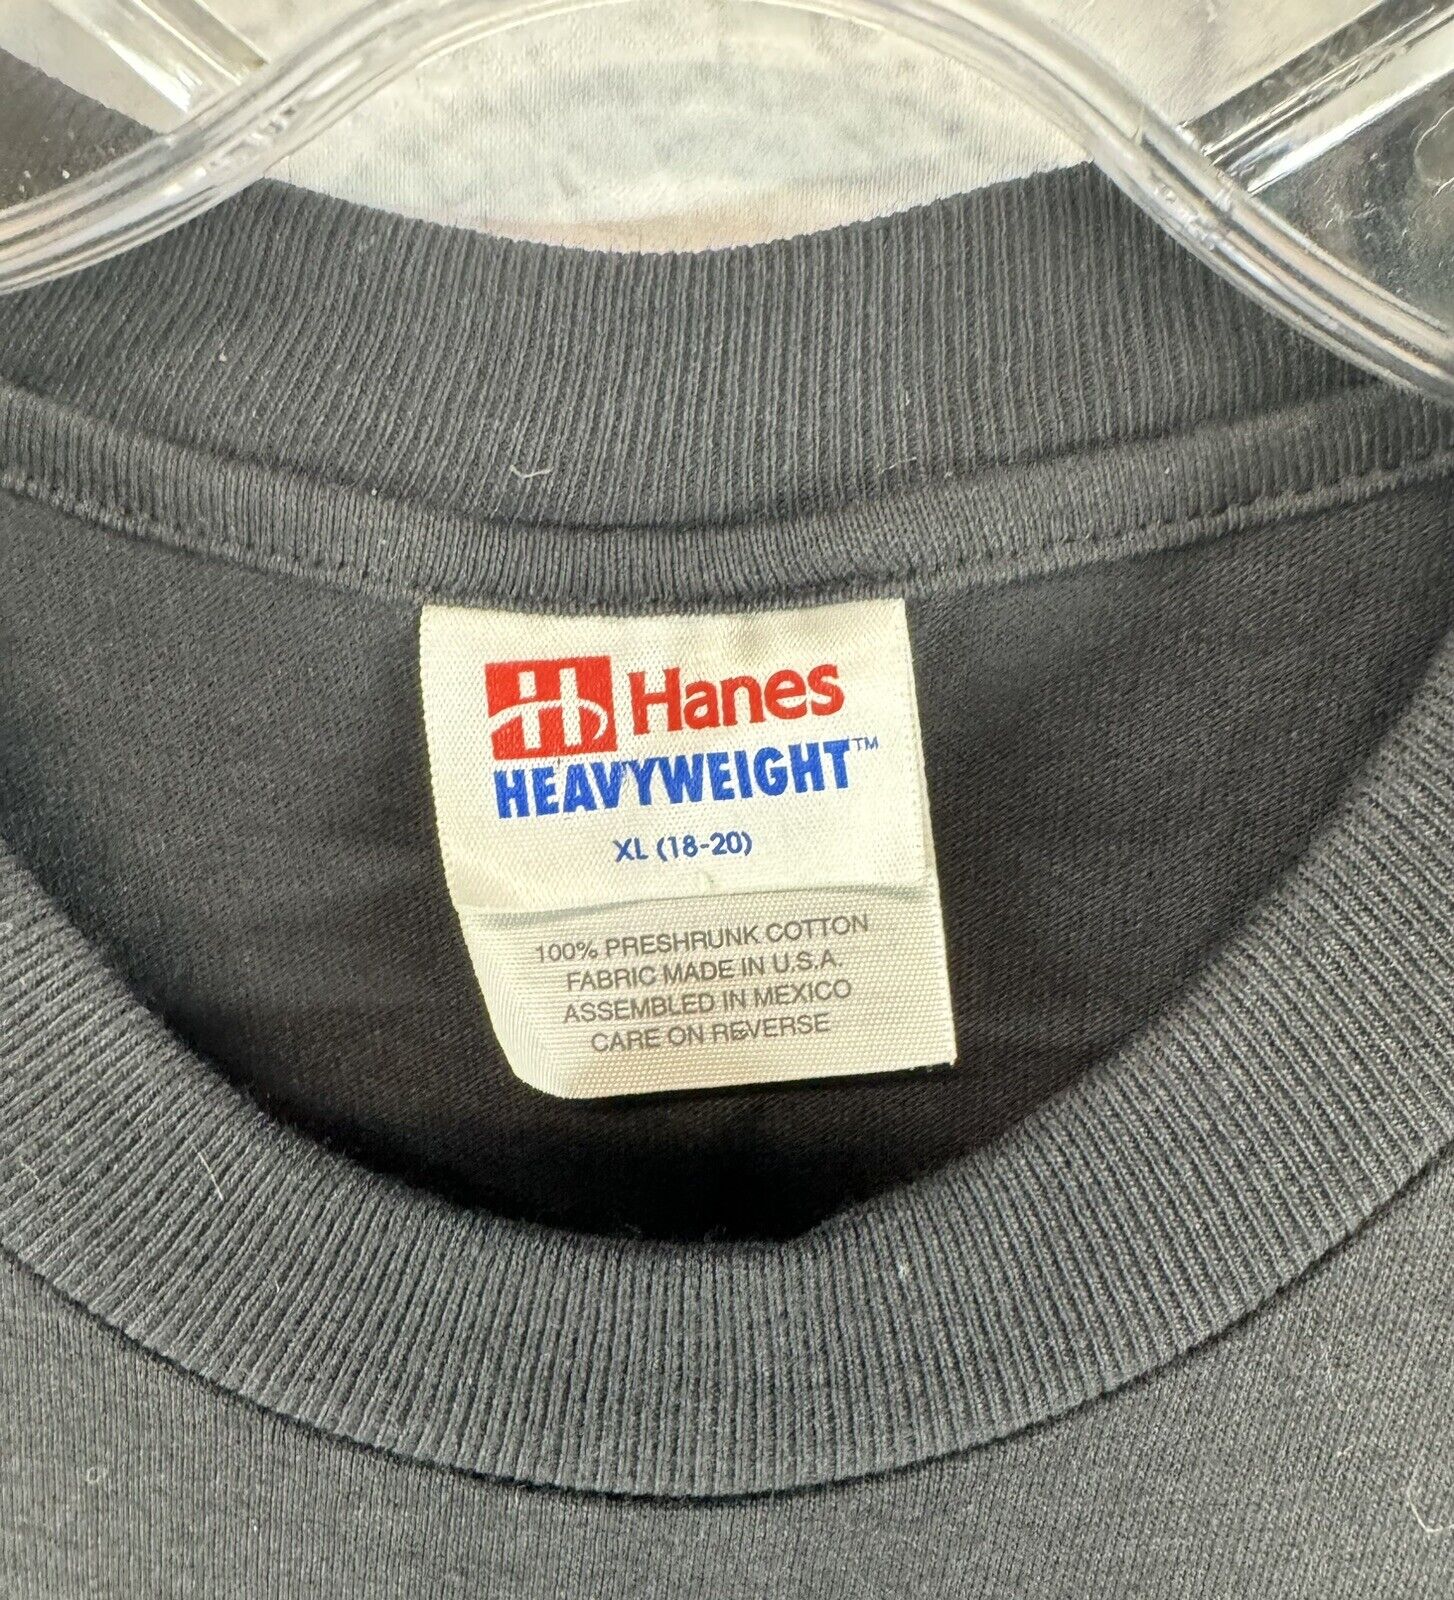 H Hanes
HEAVYWEIGHT™
XL (18-20)
100% PRESHRUNK COTTON
FABRIC MADE IN U.S.A.
ASSEMBLED IN MEXICO
CARE ON REVERSE